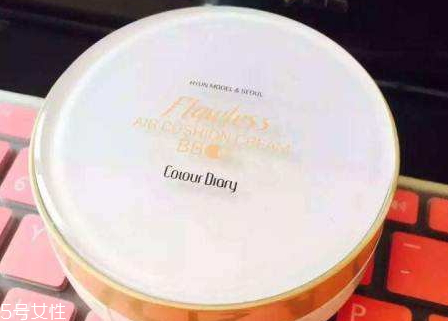 HYUN MODEL & SEOUL
Flawless
AIR CUSHION CREAM
BB
Colour Diary
5号女性